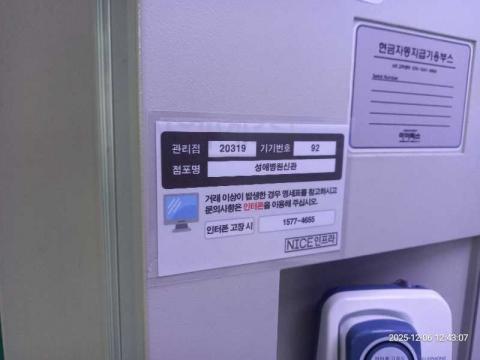 현금자동지급기용부스
Serial Number
관리점 20319 기기번호 92
점포명 성애병원신관
거래 이상이 발생한 경우 명세표를 참고하시고
문의사항은 인터폰을 이용해 주십시오.
인터폰 고장 시 1577-4655
NICE인프라
2025-12-06 12:43:07